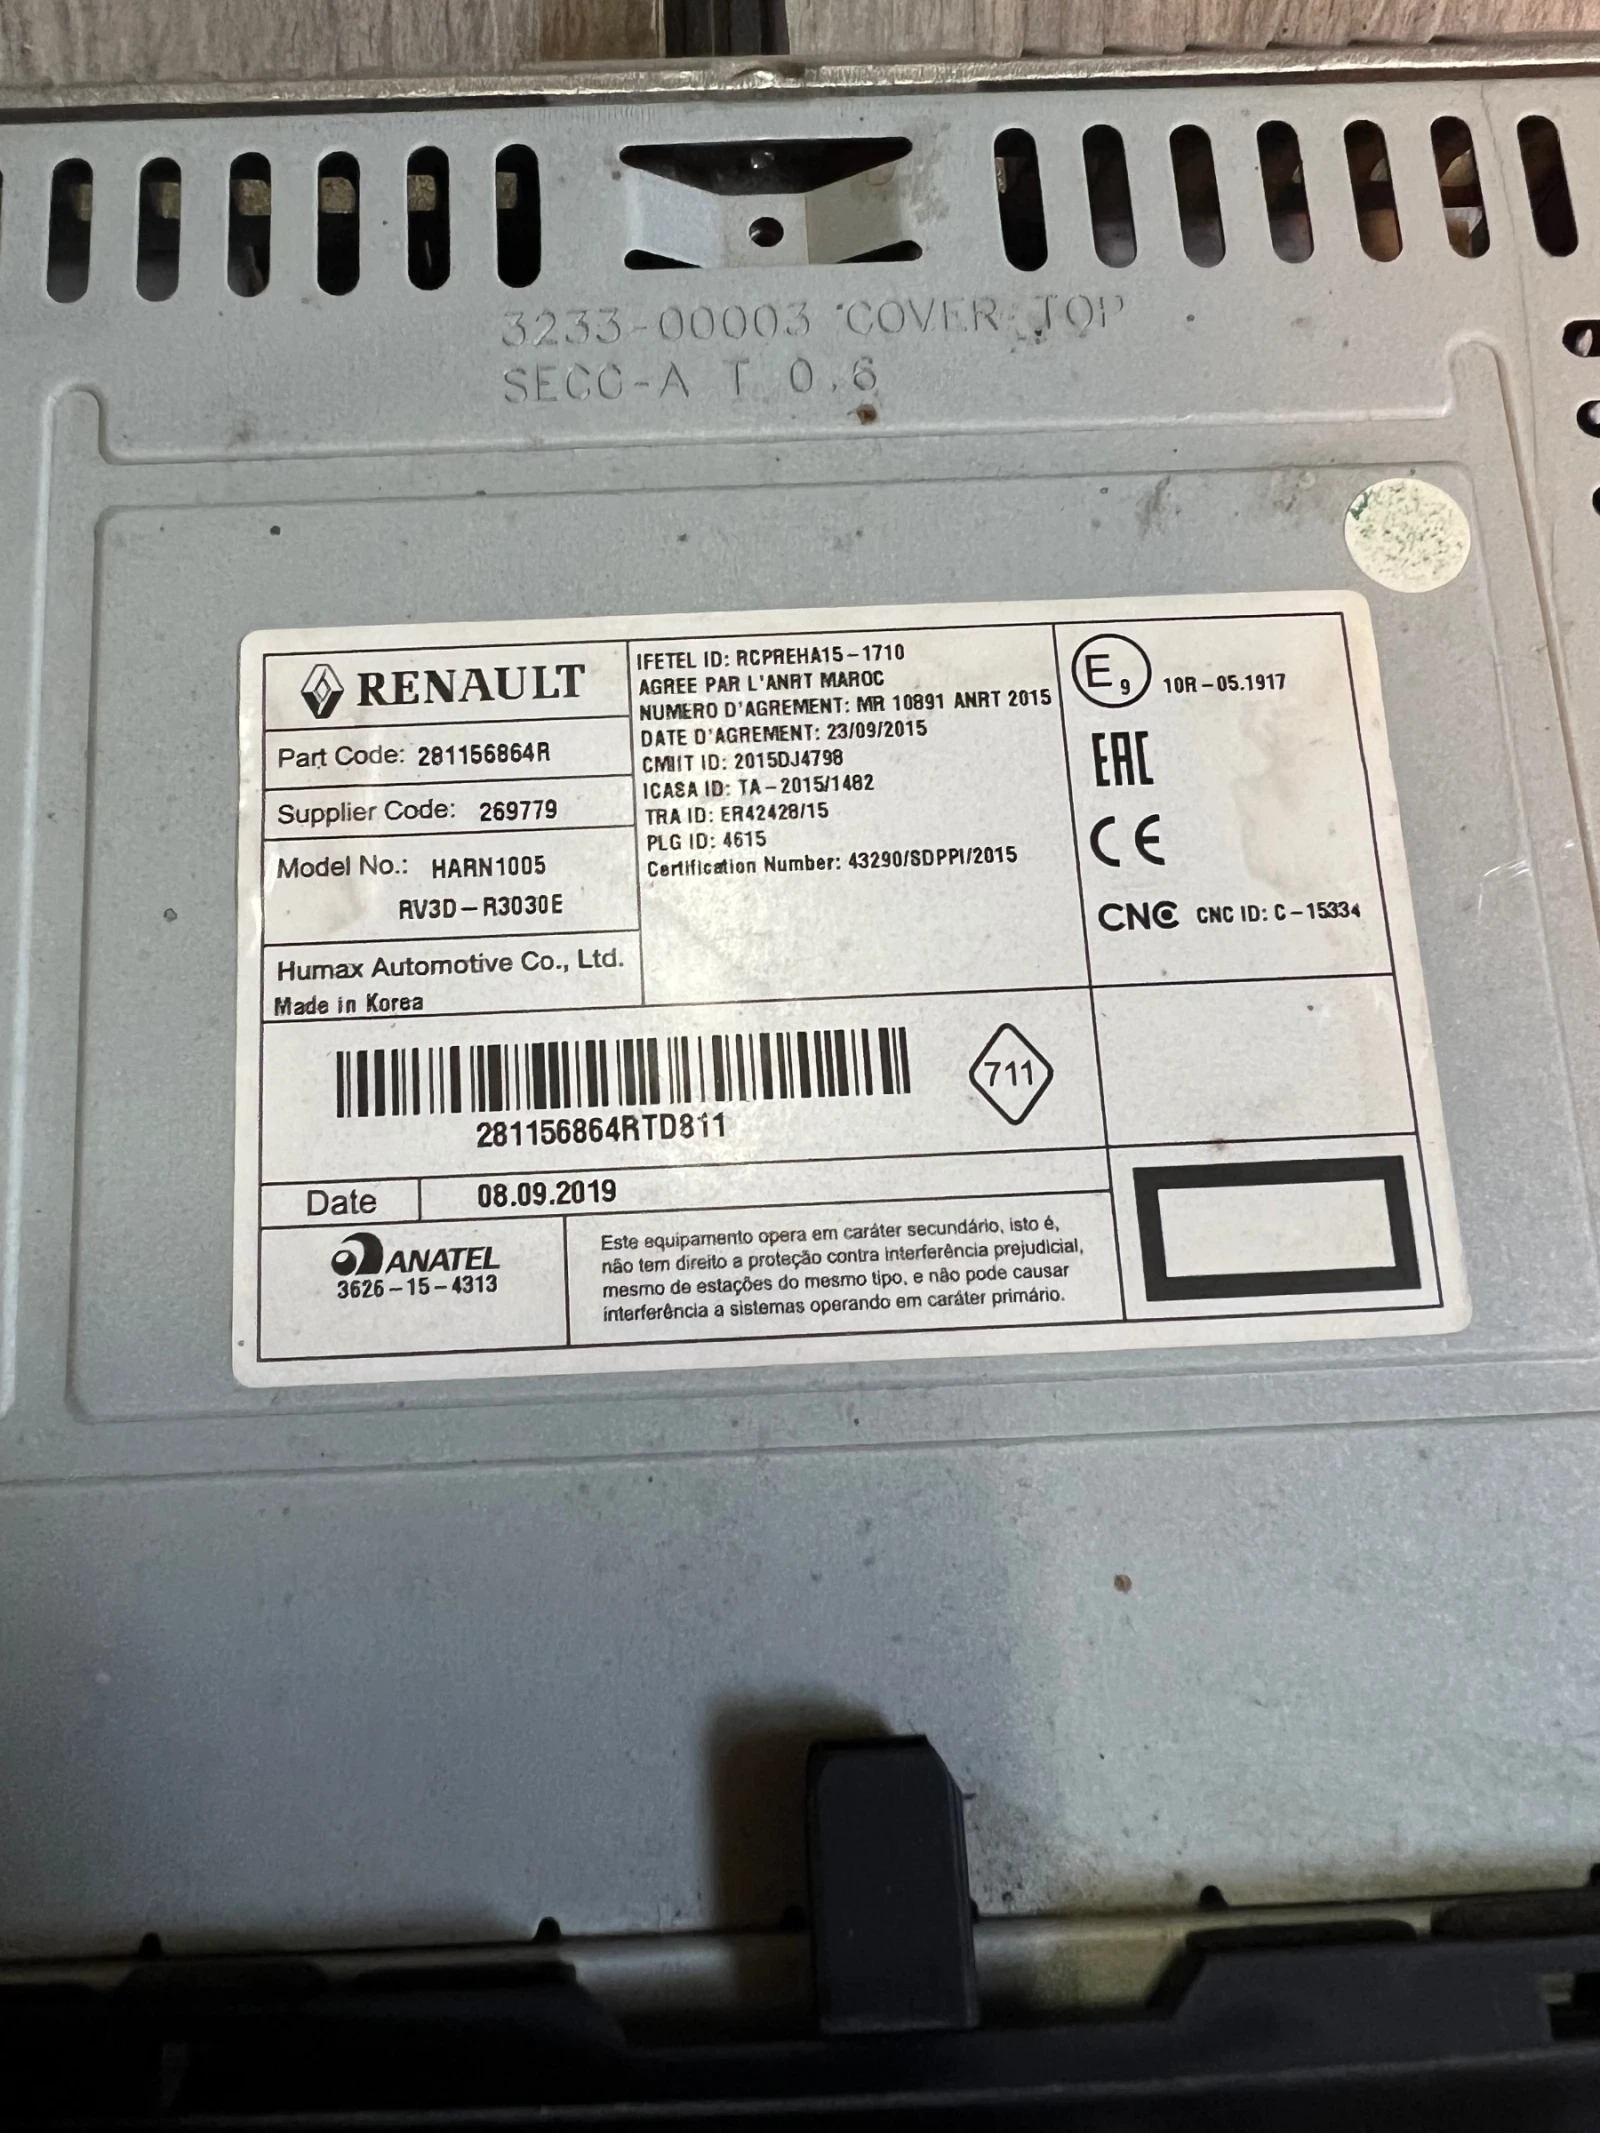 3233-00003 COVER-TOP
SECC-A T 0.6
RENAULT
Part Code: 281156864R
Supplier Code: 269779
Model No.: HARN1005
RV3D-R3030E
Humax Automotive Co., Ltd.
Made in Korea
IFETEL ID: RCPREHA15-1710
AGREE PAR L'ANRT MAROC
NUMERO D'AGREMENT: MR 10891 ANRT 2015
DATE D'AGREMENT: 23/09/2015
CMIIT ID: 2015DJ4798
ICASA ID: TA-2015/1482
TRA ID: ER42428/15
PLG ID: 4615
Certification Number: 43290/SDPPI/2015
E9 10R-05.1917
EAC
CE
CNC CNC ID: C-15334
281156864RTD811
711
Date 08.09.2019
ANATEL
3626-15-4313
Este equipamento opera em caráter secundário, isto é,
não tem direito a proteção contra interferência prejudicial,
mesmo de estações do mesmo tipo, e não pode causar
interferência a sistemas operando em caráter primário.